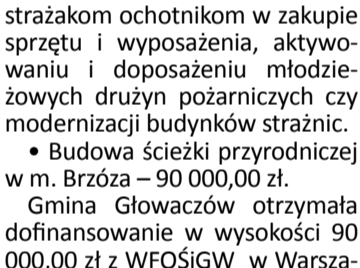 strażakom ochotnikom w zakupie
sprzętu i wyposażenia, aktywo-
waniu i doposażeniu młodzie-
żowych drużyn pożarniczych czy
modernizacji budynków strażnic.
• Budowa ścieżki przyrodniczej
w m. Brzóza – 90 000,00 zł.
Gmina Głowaczów otrzymała
dofinansowanie w wysokości 90
000,00 zł z WFOŚiGW w Warsza-